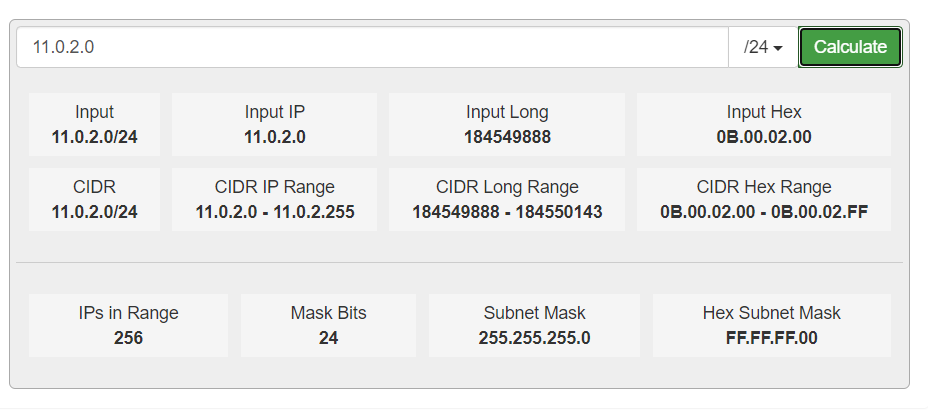 11.0.2.0 /24 Calculate
Input Input IP Input Long Input Hex
11.0.2.0/24 11.0.2.0 184549888 0B.00.02.00
CIDR CIDR IP Range CIDR Long Range CIDR Hex Range
11.0.2.0/24 11.0.2.0 - 11.0.2.255 184549888 - 184550143 0B.00.02.00 - 0B.00.02.FF
IPs in Range Mask Bits Subnet Mask Hex Subnet Mask
256 24 255.255.255.0 FF.FF.FF.00